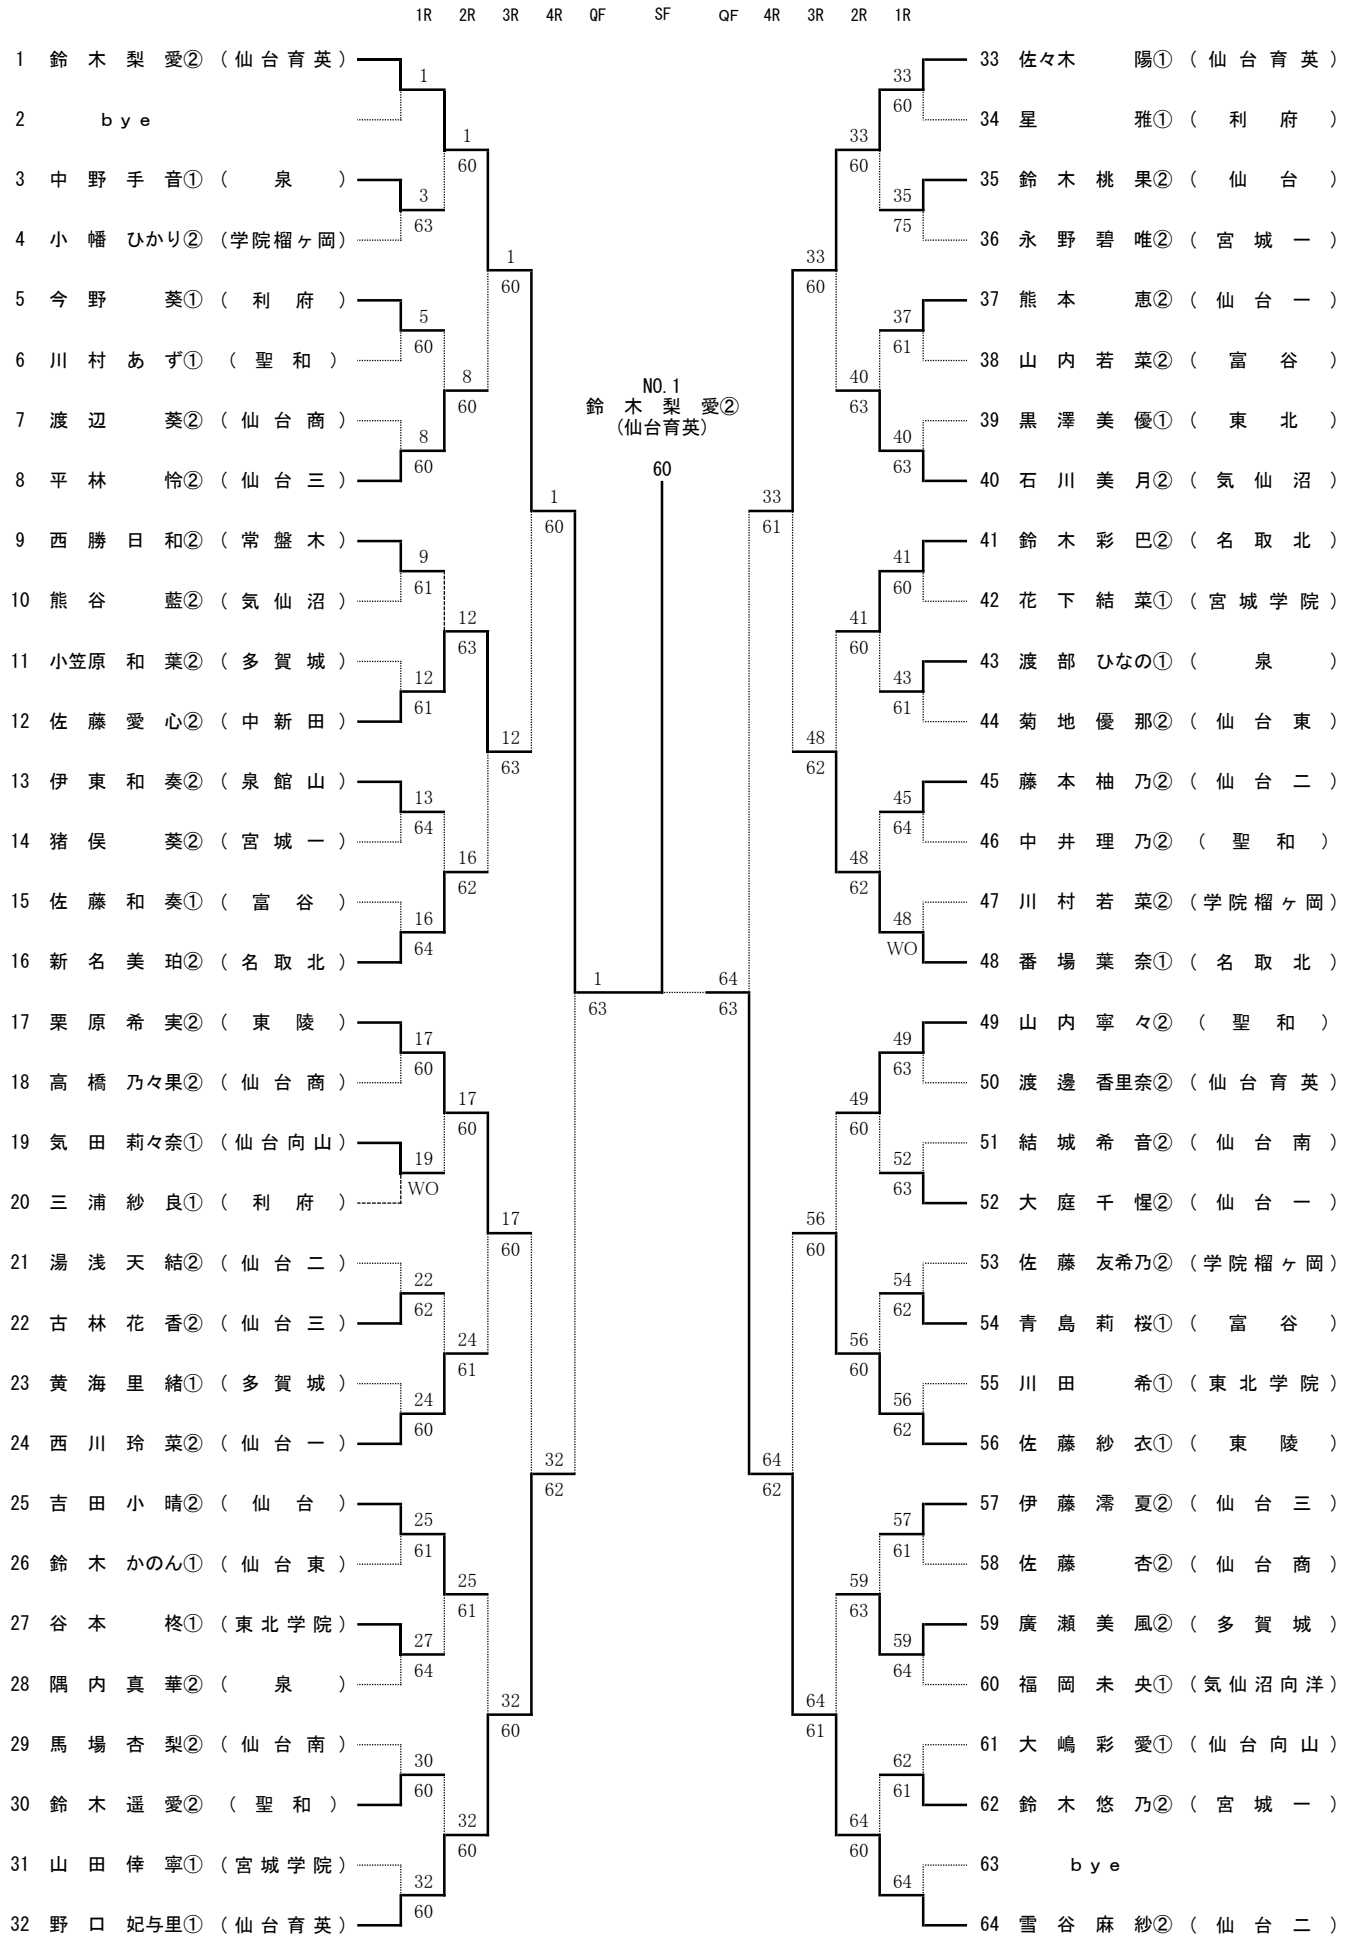 1R 2R 3R 4R QF SF QF 4R 3R 2R 1R
1 鈴木梨愛② (仙台育英)
2 bye
3 中野手音① (泉)
4 小幡ひかり② (学院榴ヶ岡)
5 今野葵① (利府)
6 川村あず① (聖和)
7 渡辺葵② (仙台商)
8 平林怜② (仙台三)
9 西勝日和② (常盤木)
10 熊谷藍② (気仙沼)
11 小笠原和葉② (多賀城)
12 佐藤愛心② (中新田)
13 伊東和奏② (泉館山)
14 猪俣葵② (宮城一)
15 佐藤和奏① (富谷)
16 新名美珀② (名取北)
17 栗原希実② (東陵)
18 高橋乃々果② (仙台商)
19 気田莉々奈① (仙台向山)
20 三浦紗良① (利府)
21 湯浅天結② (仙台二)
22 古林花香② (仙台三)
23 黄海里緒① (多賀城)
24 西川玲菜② (仙台一)
25 吉田小晴② (仙台)
26 鈴木かのん① (仙台東)
27 谷本柊① (東北学院)
28 隅内真華② (泉)
29 馬場杏梨② (仙台南)
30 鈴木遥愛② (聖和)
31 山田倖寧① (宮城学院)
32 野口妃与里① (仙台育英)
1
3
63
5
60
8
60
9
61
12
61
13
64
16
64
17
60
19
WO
22
62
24
60
25
61
27
64
30
60
32
60
1
60
8
60
12
63
16
62
17
60
24
61
25
61
32
60
1
60
12
63
17
60
32
60
1
60
32
62
1
63
NO.1
鈴木梨愛②
(仙台育英)
60
64
63
33
61
64
62
33
60
48
62
56
60
64
61
33
60
40
63
41
60
48
62
49
60
56
60
59
63
64
60
33
60
35
75
37
61
40
63
41
60
43
61
45
64
48
WO
49
63
52
63
54
62
56
62
57
61
59
64
62
61
64
33 佐々木陽① (仙台育英)
34 星雅① (利府)
35 鈴木桃果② (仙台)
36 永野碧唯② (宮城一)
37 熊本恵② (仙台一)
38 山内若菜② (富谷)
39 黒澤美優① (東北)
40 石川美月② (気仙沼)
41 鈴木彩巴② (名取北)
42 花下結菜① (宮城学院)
43 渡部ひなの① (泉)
44 菊地優那② (仙台東)
45 藤本柚乃② (仙台二)
46 中井理乃② (聖和)
47 川村若菜② (学院榴ヶ岡)
48 番場葉奈① (名取北)
49 山内寧々② (聖和)
50 渡邊香里奈② (仙台育英)
51 結城希音② (仙台南)
52 大庭千惺② (仙台一)
53 佐藤友希乃② (学院榴ヶ岡)
54 青島莉桜① (富谷)
55 川田希① (東北学院)
56 佐藤紗衣① (東陵)
57 伊藤澪夏② (仙台三)
58 佐藤杏② (仙台商)
59 廣瀬美風② (多賀城)
60 福岡未央① (気仙沼向洋)
61 大嶋彩愛① (仙台向山)
62 鈴木悠乃② (宮城一)
63 bye
64 雪谷麻紗② (仙台二)